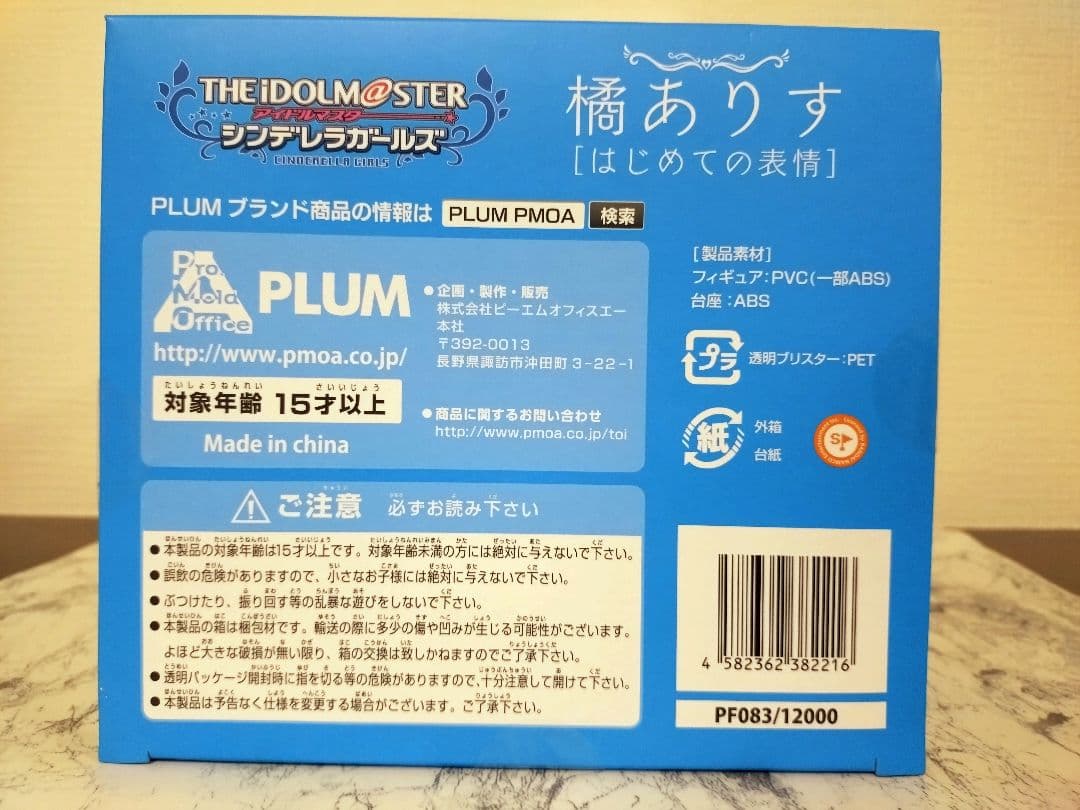 THE iDOLM@STER
アイドルマスター
シンデレラガールズ
CINDERELLA GIRLS
橘ありす
[はじめての表情]
PLUM ブランド商品の情報は PLUM PMOA 検索
Pro. Mold Office
PLUM
http://www.pmoa.co.jp/
たいしょうねんれい さいいじょう
対象年齢 15才以上
Made in china
●企画・製作・販売
株式会社ピーエムオフィスエー
本社
〒392-0013
長野県諏訪市沖田町3-22-1
●商品に関するお問い合わせ
http://www.pmoa.co.jp/toi
[製品素材]
フィギュア:PVC(一部ABS)
台座:ABS
プラ 透明ブリスター:PET
紙 外箱
台紙
ご注意 必ずお読み下さい
●本製品の対象年齢は15才以上です。対象年齢未満の方には絶対に与えないで下さい。
●誤飲の危険がありますので、小さなお子様には絶対に与えないで下さい。
●ぶつけたり、振り回す等の乱暴な遊びをしないで下さい。
●本製品の箱は梱包材です。輸送の際に多少の傷や凹みが生じる可能性がございます。
よほど大きな破損が無い限り、箱の交換は致しかねますのでご了承下さい。
●透明パッケージ開封時に指を切る等の危険がありますので、十分注意して開けて下さい。
●本製品は予告なく仕様を変更する場合がございます。ご了承下さい。
4 582362 382216
PF083/12000